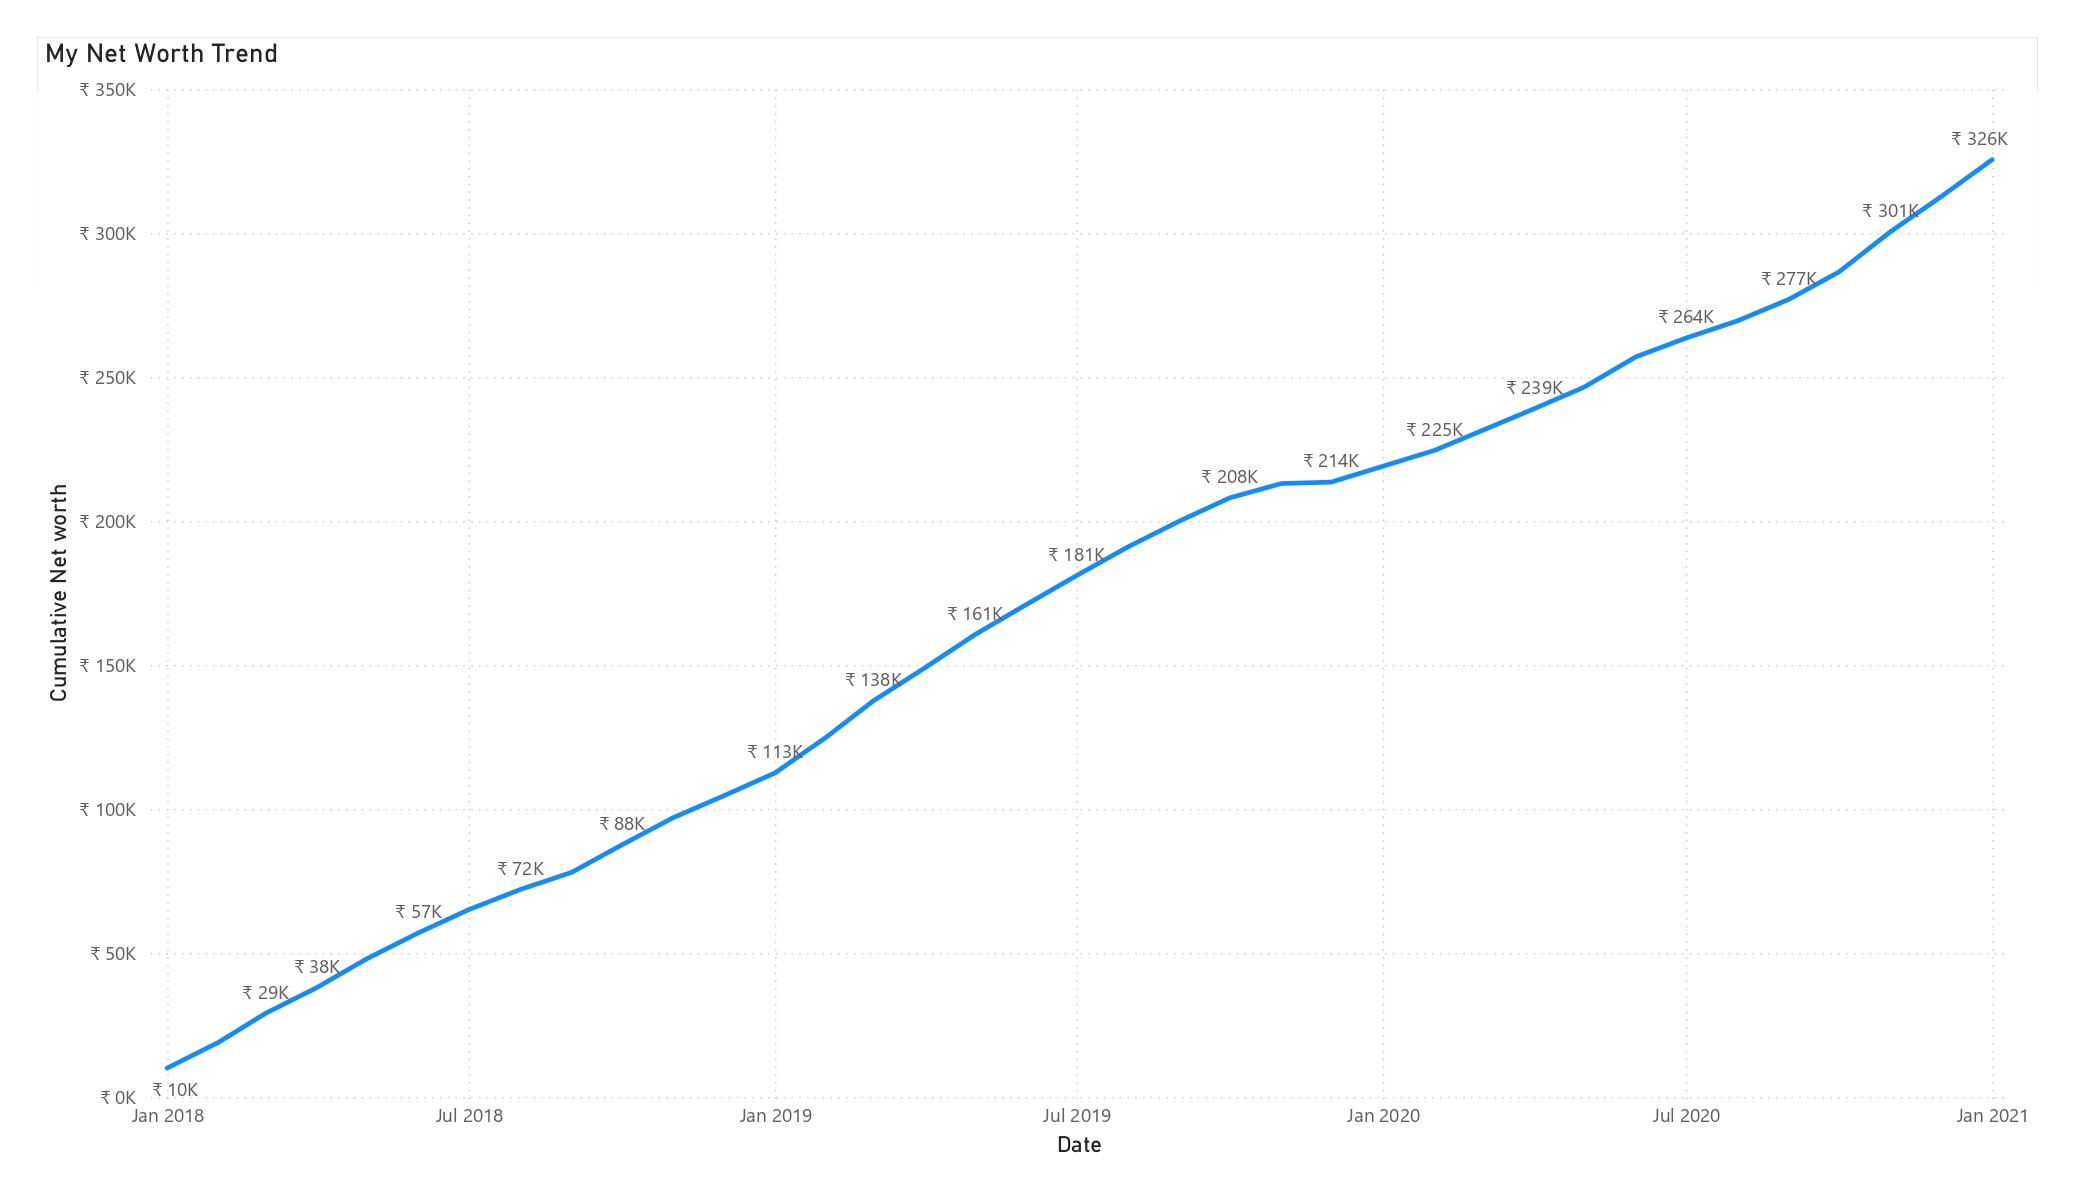 My Net Worth Trend
₹ 350K
₹ 326K
₹ 301K
₹ 300K
₹ 277K
₹ 264K
₹ 250K
₹ 239K
₹ 225K
₹ 214K
₹ 208K
₹ 200K
₹ 181K
₹ 161K
₹ 150K
₹ 138K
₹ 113K
₹ 100K
₹ 88K
₹ 72K
₹ 57K
₹ 50K
₹ 38K
₹ 29K
₹ 10K
₹ 0K
Cumulative Net worth
Jan 2018 Jul 2018 Jan 2019 Jul 2019 Jan 2020 Jul 2020 Jan 2021
Date